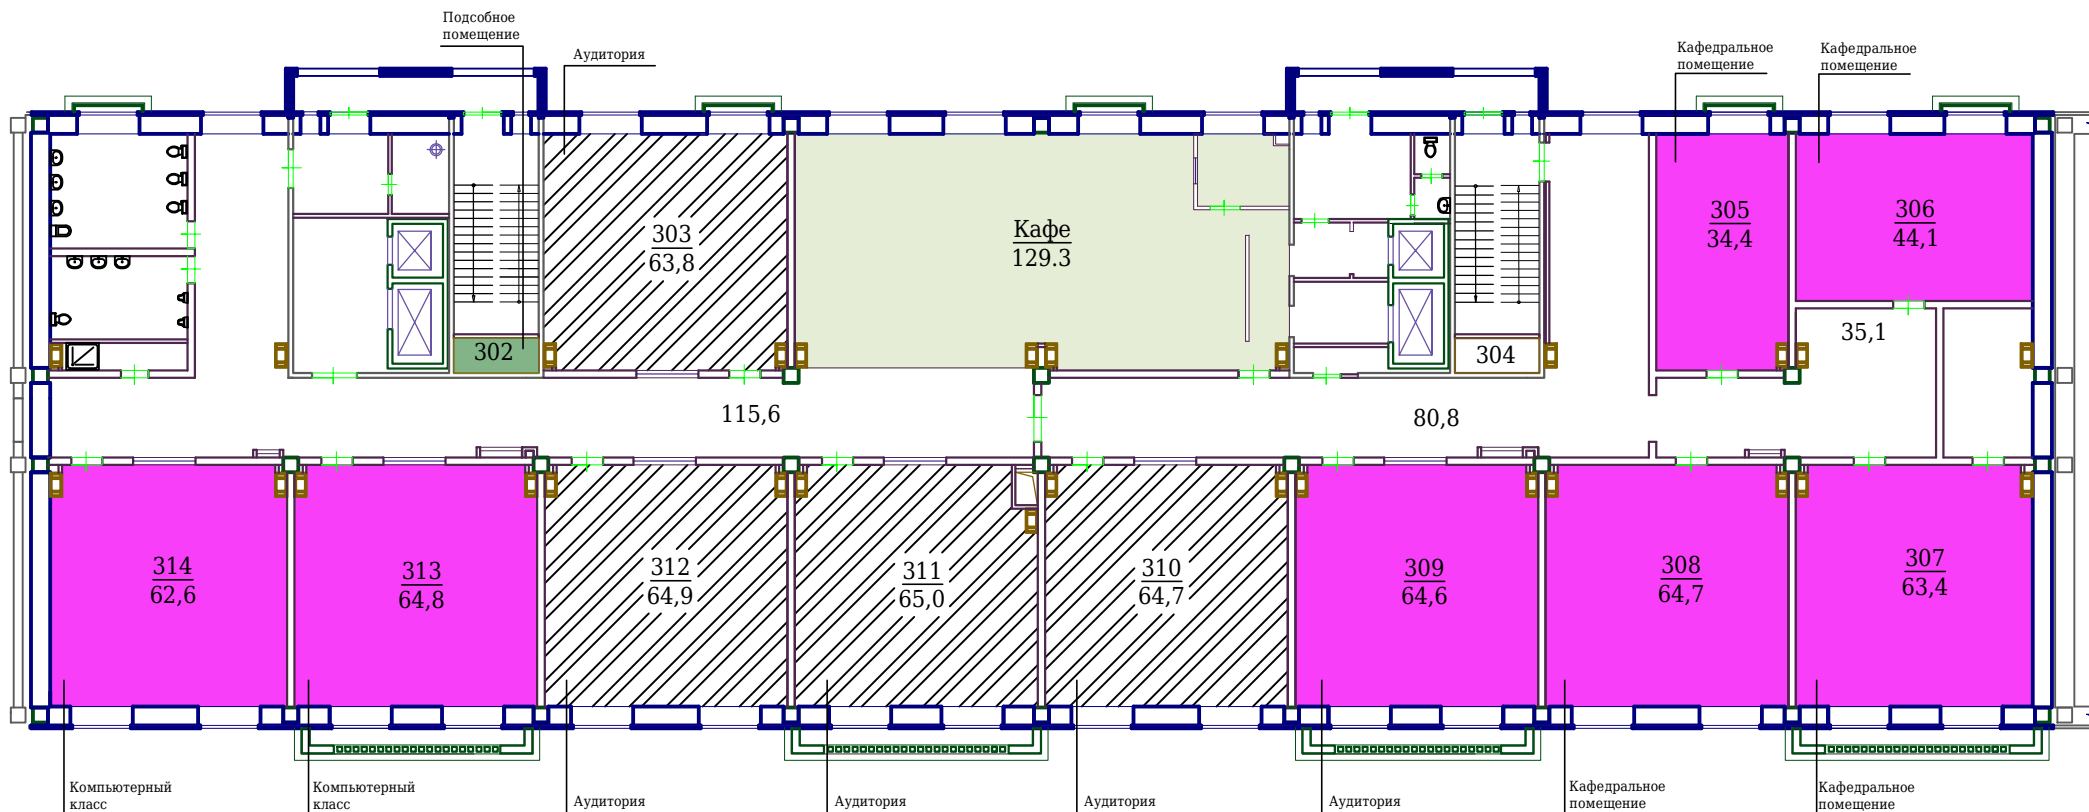 Подсобное
помещение
Аудитория
Кафедральное
помещение
Кафедральное
помещение
303
63,8
Кафе
129.3
305
34,4
306
44,1
302
304
35,1
115,6
80,8
314
62,6
313
64,8
312
64,9
311
65,0
310
64,7
309
64,6
308
64,7
307
63,4
Компьютерный
класс
Компьютерный
класс
Аудитория
Аудитория
Аудитория
Аудитория
Кафедральное
помещение
Кафедральное
помещение